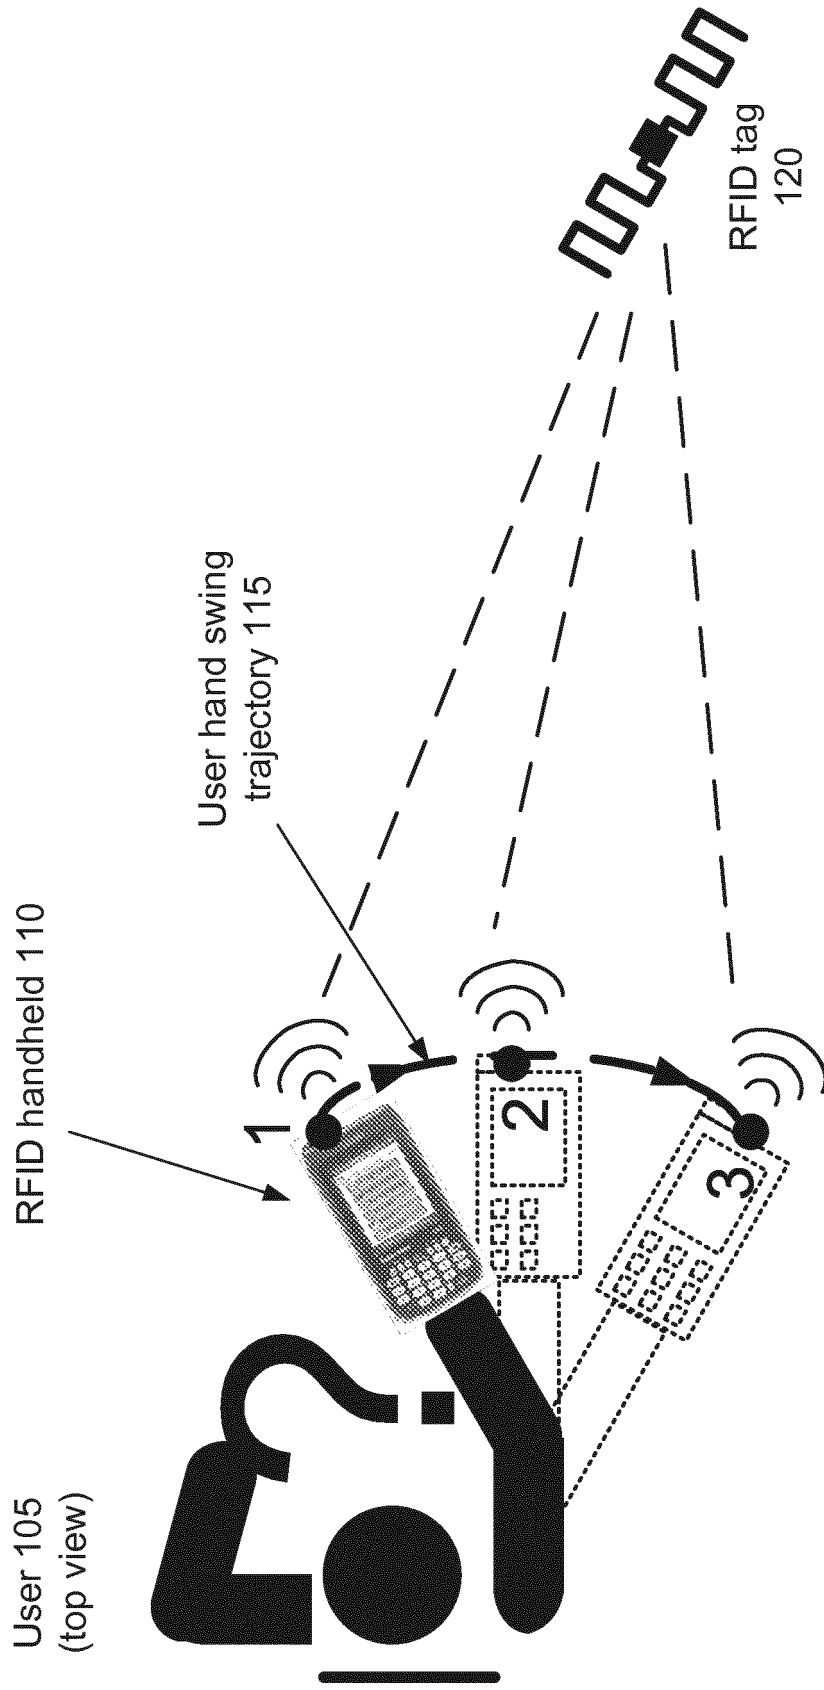 User 105
(top view)
RFID handheld 110
User hand swing
trajectory 115
RFID tag
120
1
2
3
?